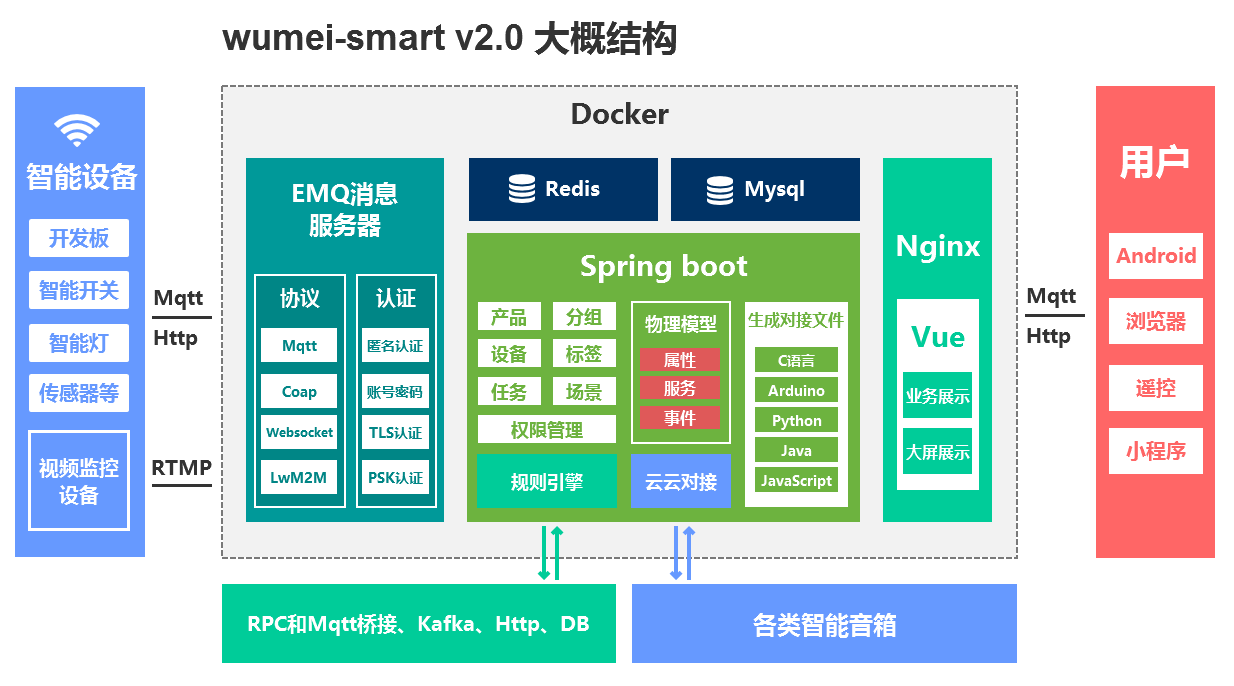 wumei-smart v2.0 大概结构
智能设备
开发板
智能开关
智能灯
传感器等
视频监控
设备
Mqtt
Http
RTMP
Docker
EMQ消息
服务器
协议
Mqtt
Coap
Websocket
LwM2M
认证
匿名认证
账号密码
TLS认证
PSK认证
Redis
Mysql
Spring boot
产品
分组
设备
标签
任务
场景
权限管理
规则引擎
物理模型
属性
服务
事件
云云对接
生成对接文件
C语言
Arduino
Python
Java
JavaScript
Nginx
Vue
业务展示
大屏展示
Mqtt
Http
用户
Android
浏览器
遥控
小程序
RPC和Mqtt桥接、Kafka、Http、DB
各类智能音箱